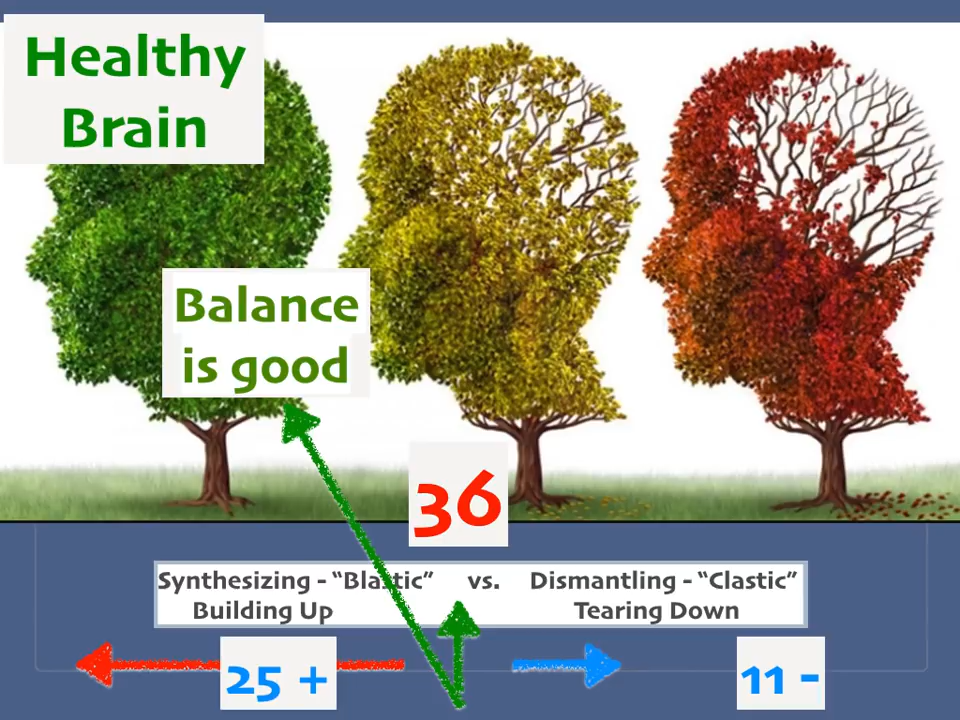 Healthy
Brain
Balance
is good
36
Synthesizing - “Blastic” vs. Dismantling - “Clastic”
Building Up Tearing Down
25 + 11 -